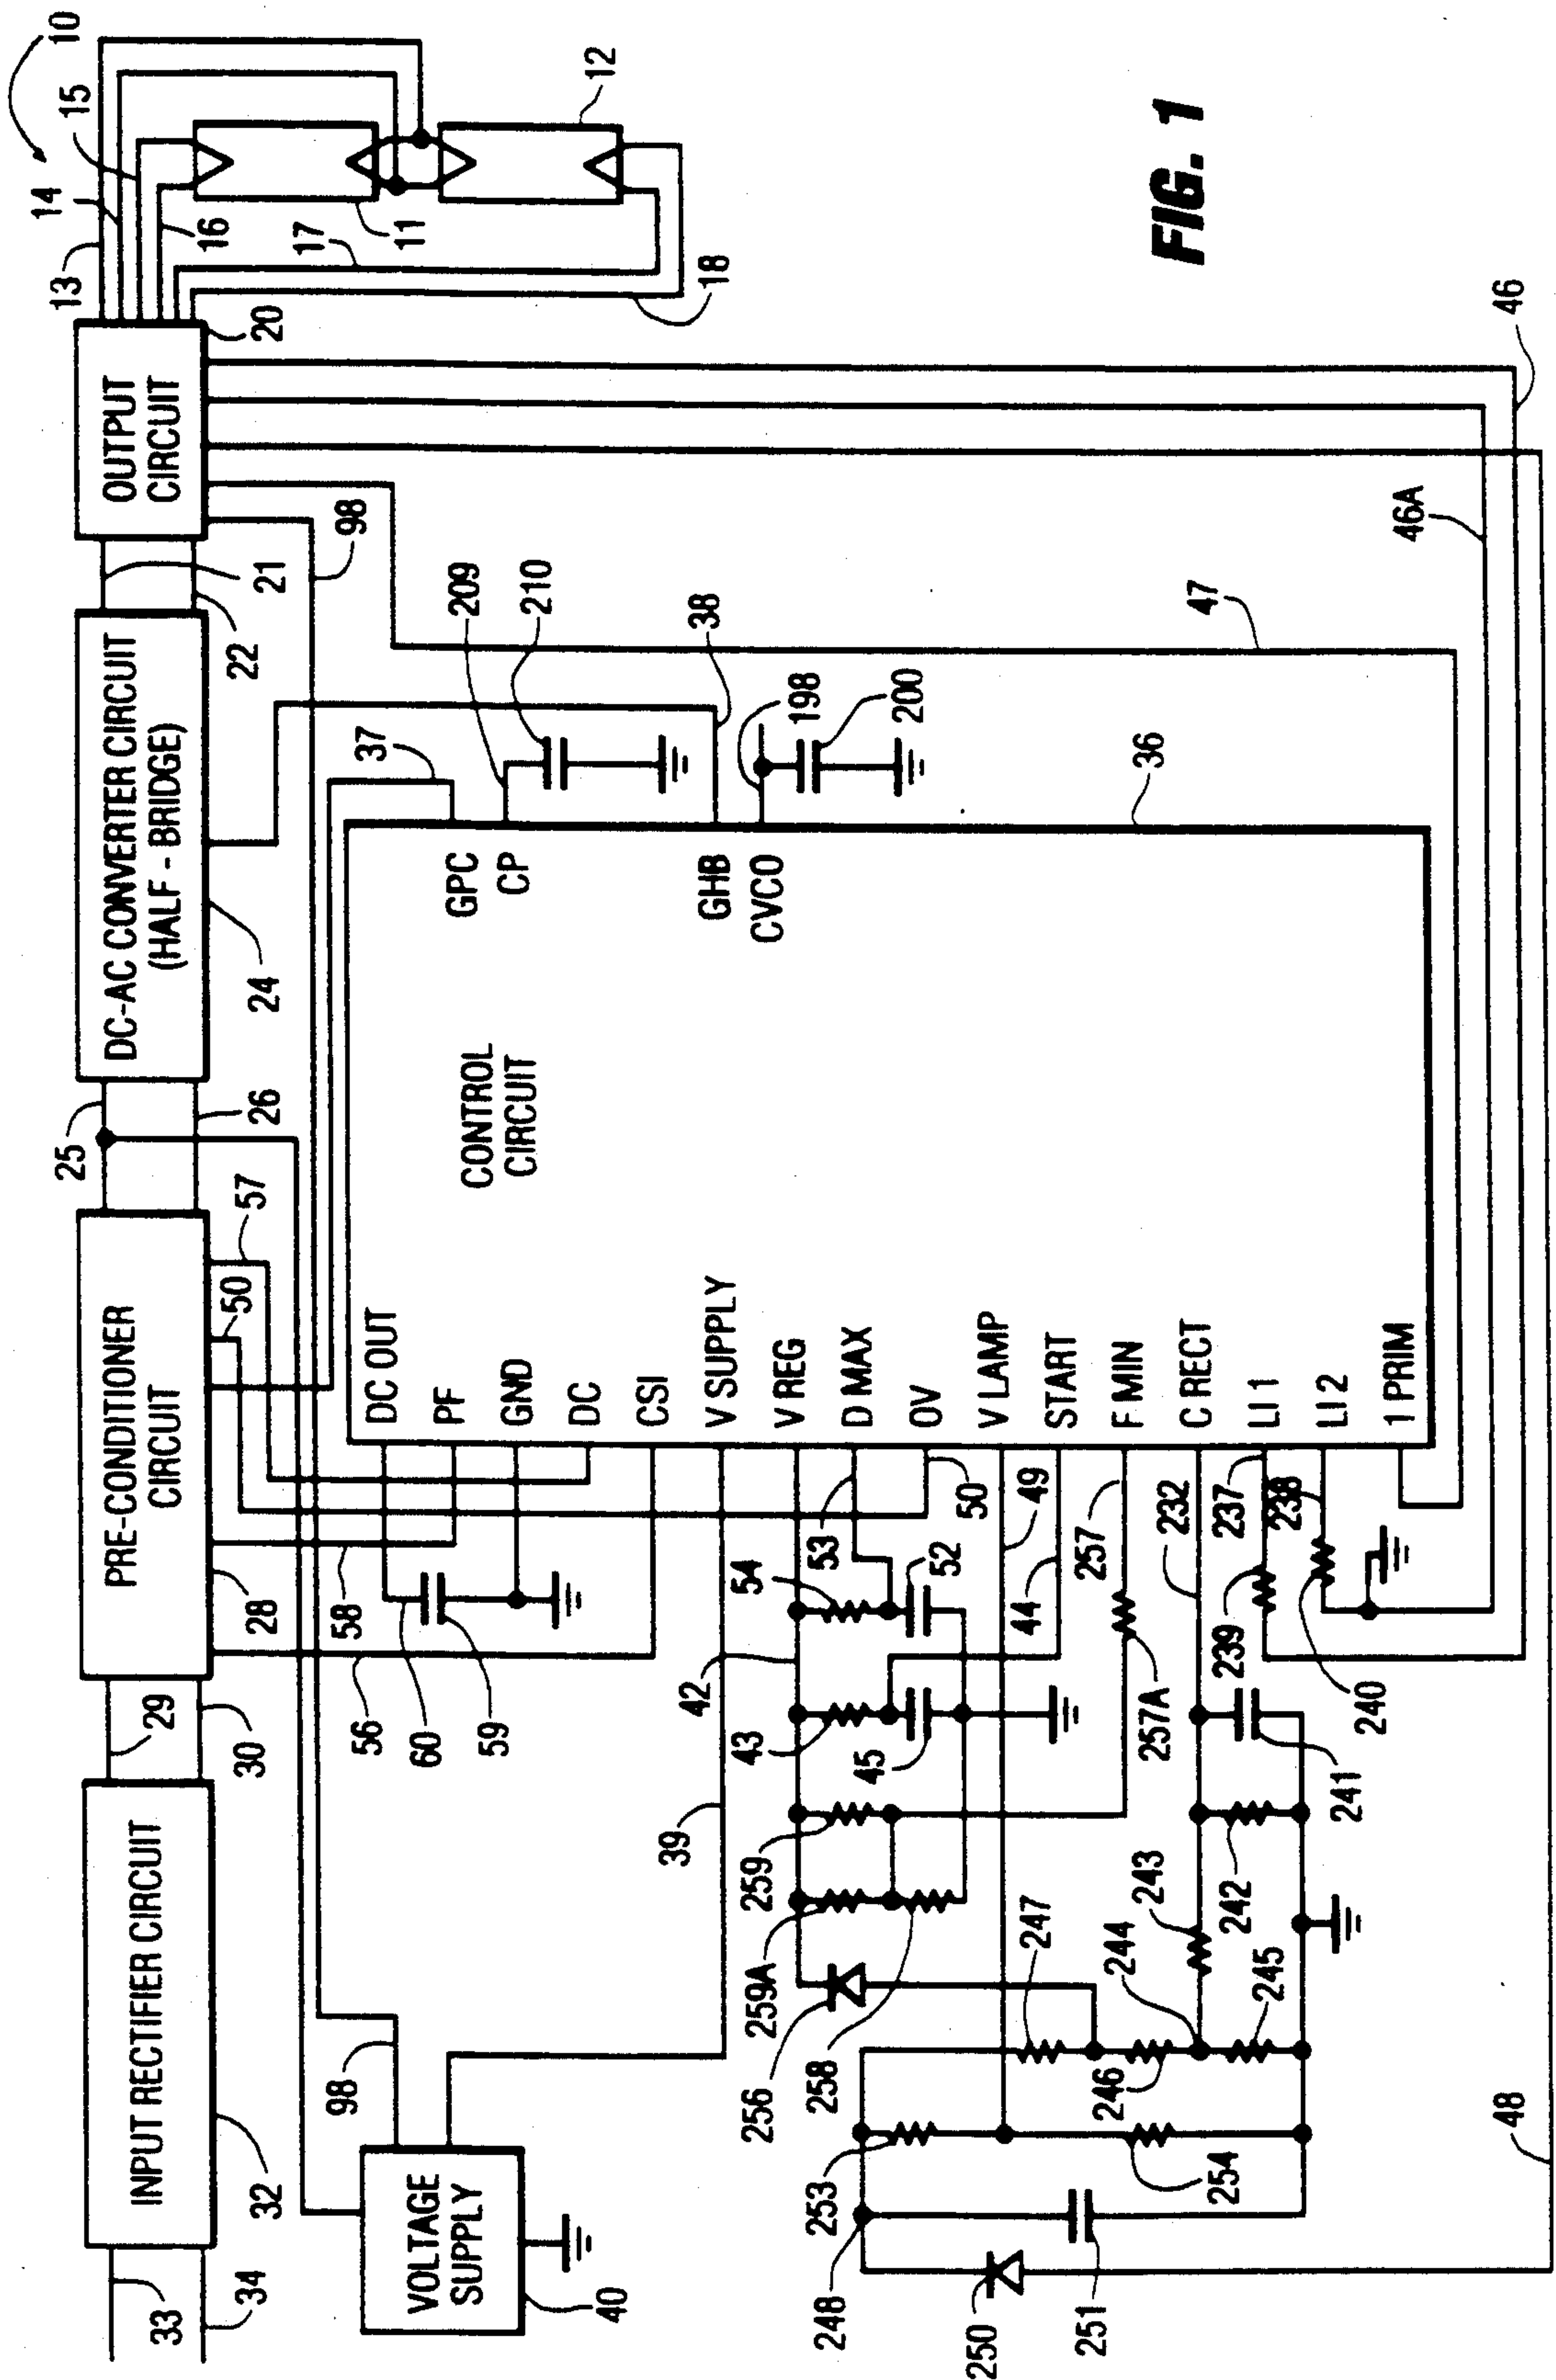 10
15
14
13
16
11
12
17
18
20
OUTPUT
CIRCUIT
21
22
98
DC-AC CONVERTER CIRCUIT
(HALF - BRIDGE)
24
25
26
PRE-CONDITIONER
CIRCUIT
28
57
50
58
56
29
30
INPUT RECTIFIER CIRCUIT
32
33
34
VOLTAGE
SUPPLY
40
98
39
37
209
210
38
198
200
36
47
46A
46
48
CONTROL
CIRCUIT
GPC
CP
GHB
CVCO
DC OUT
PF
GND
DC
CSI
V SUPPLY
V REG
D MAX
OV
V LAMP
START
F MIN
C RECT
LI 1
LI 2
1 PRIM
60
59
42
54
53
52
50
49
44
43
45
257
257A
232
237
238
239
240
241
242
243
244
245
246
247
259
259A
258
256
253
254
248
250
251
FIG. 1